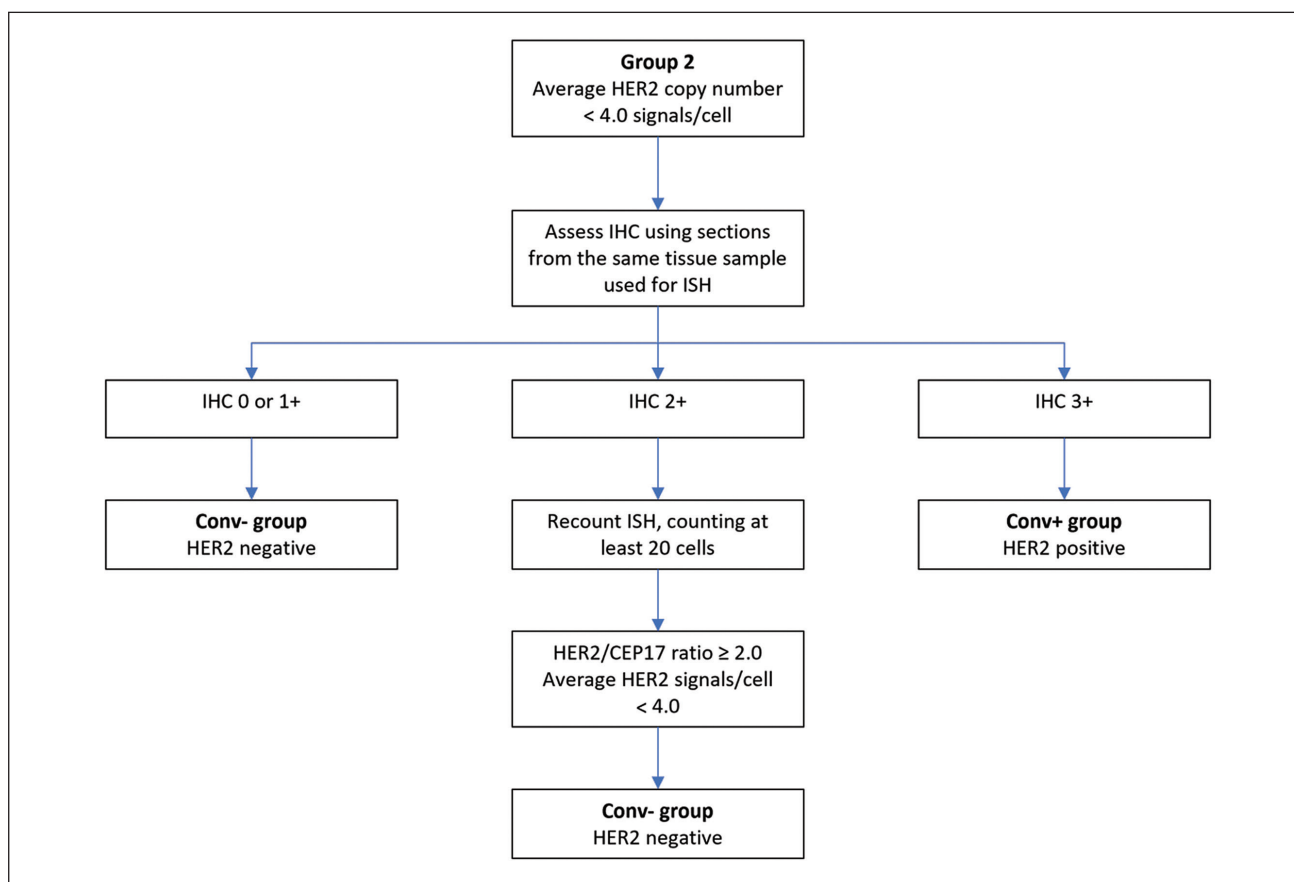 Group 2
Average HER2 copy number
< 4.0 signals/cell
Assess IHC using sections
from the same tissue sample
used for ISH
IHC 0 or 1+
IHC 2+
IHC 3+
Conv- group
HER2 negative
Recount ISH, counting at
least 20 cells
Conv+ group
HER2 positive
HER2/CEP17 ratio ≥ 2.0
Average HER2 signals/cell
< 4.0
Conv- group
HER2 negative